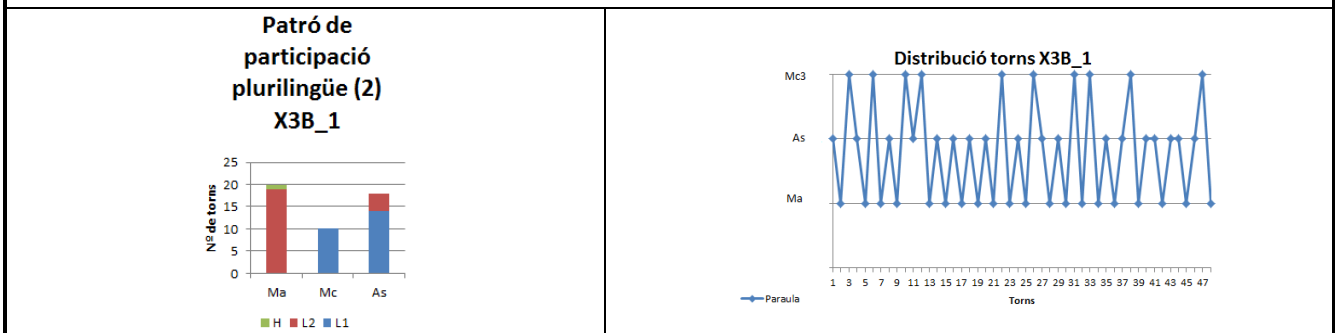 Patró de
participació
plurilingüe (2)
X3B_1
25
20
15
10
5
0
Nº de torns
Ma Mc As
H L2 L1
Distribució torns X3B_1
Mc3
As
Ma
1 3 5 7 9 11 13 15 17 19 21 23 25 27 29 31 33 35 37 39 41 43 45 47
Paraula
Torns